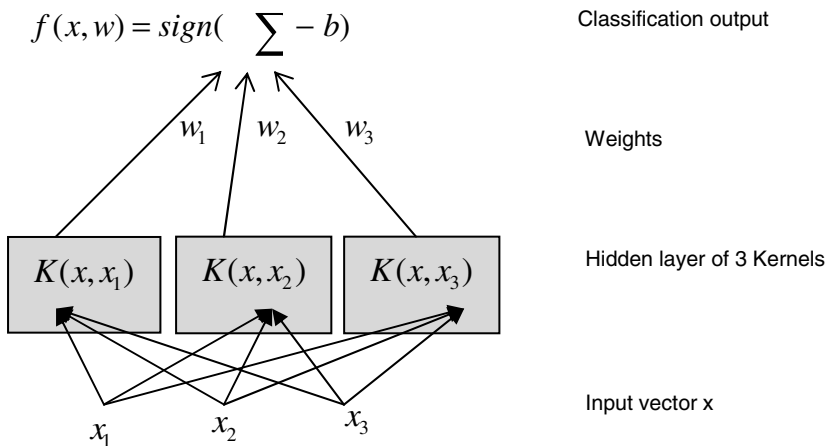 f(x, w) = sign( ∑ − b) Classification output
w₁ w₂ w₃ Weights
K(x, x₁) K(x, x₂) K(x, x₃) Hidden layer of 3 Kernels
x₁ x₂ x₃ Input vector x